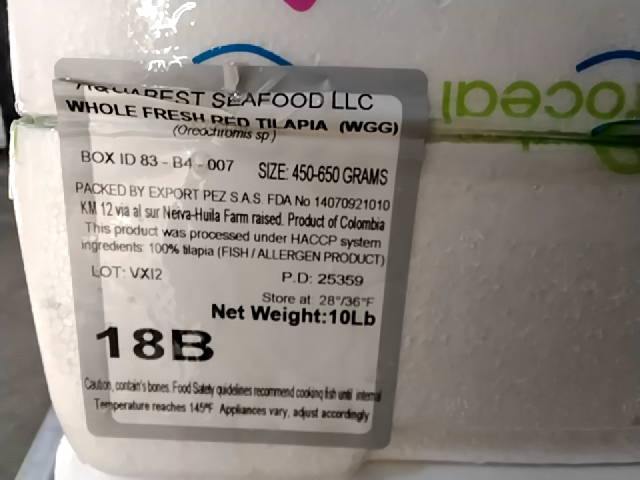 AQUAREST SEAFOOD LLC
WHOLE FRESH RED TILAPIA (WGG)
(Oreochromis sp.)
BOX ID 83 - B4 - 007 SIZE: 450-650 GRAMS
PACKED BY EXPORT PEZ S.A.S. FDA No 14070921010
KM 12 via al sur Neiva-Huila Farm raised. Product of Colombia
This product was processed under HACCP system
ingredients: 100% tilapia (FISH / ALLERGEN PRODUCT)
LOT: VXI2 P.D: 25359
Store at: 28°/36°F
Net Weight:10Lb
18B
Caution, contain's bones. Food Safety guidelines recommend cooking fish until internal
Temperature reaches 145°F Appliances vary, adjust accordingly